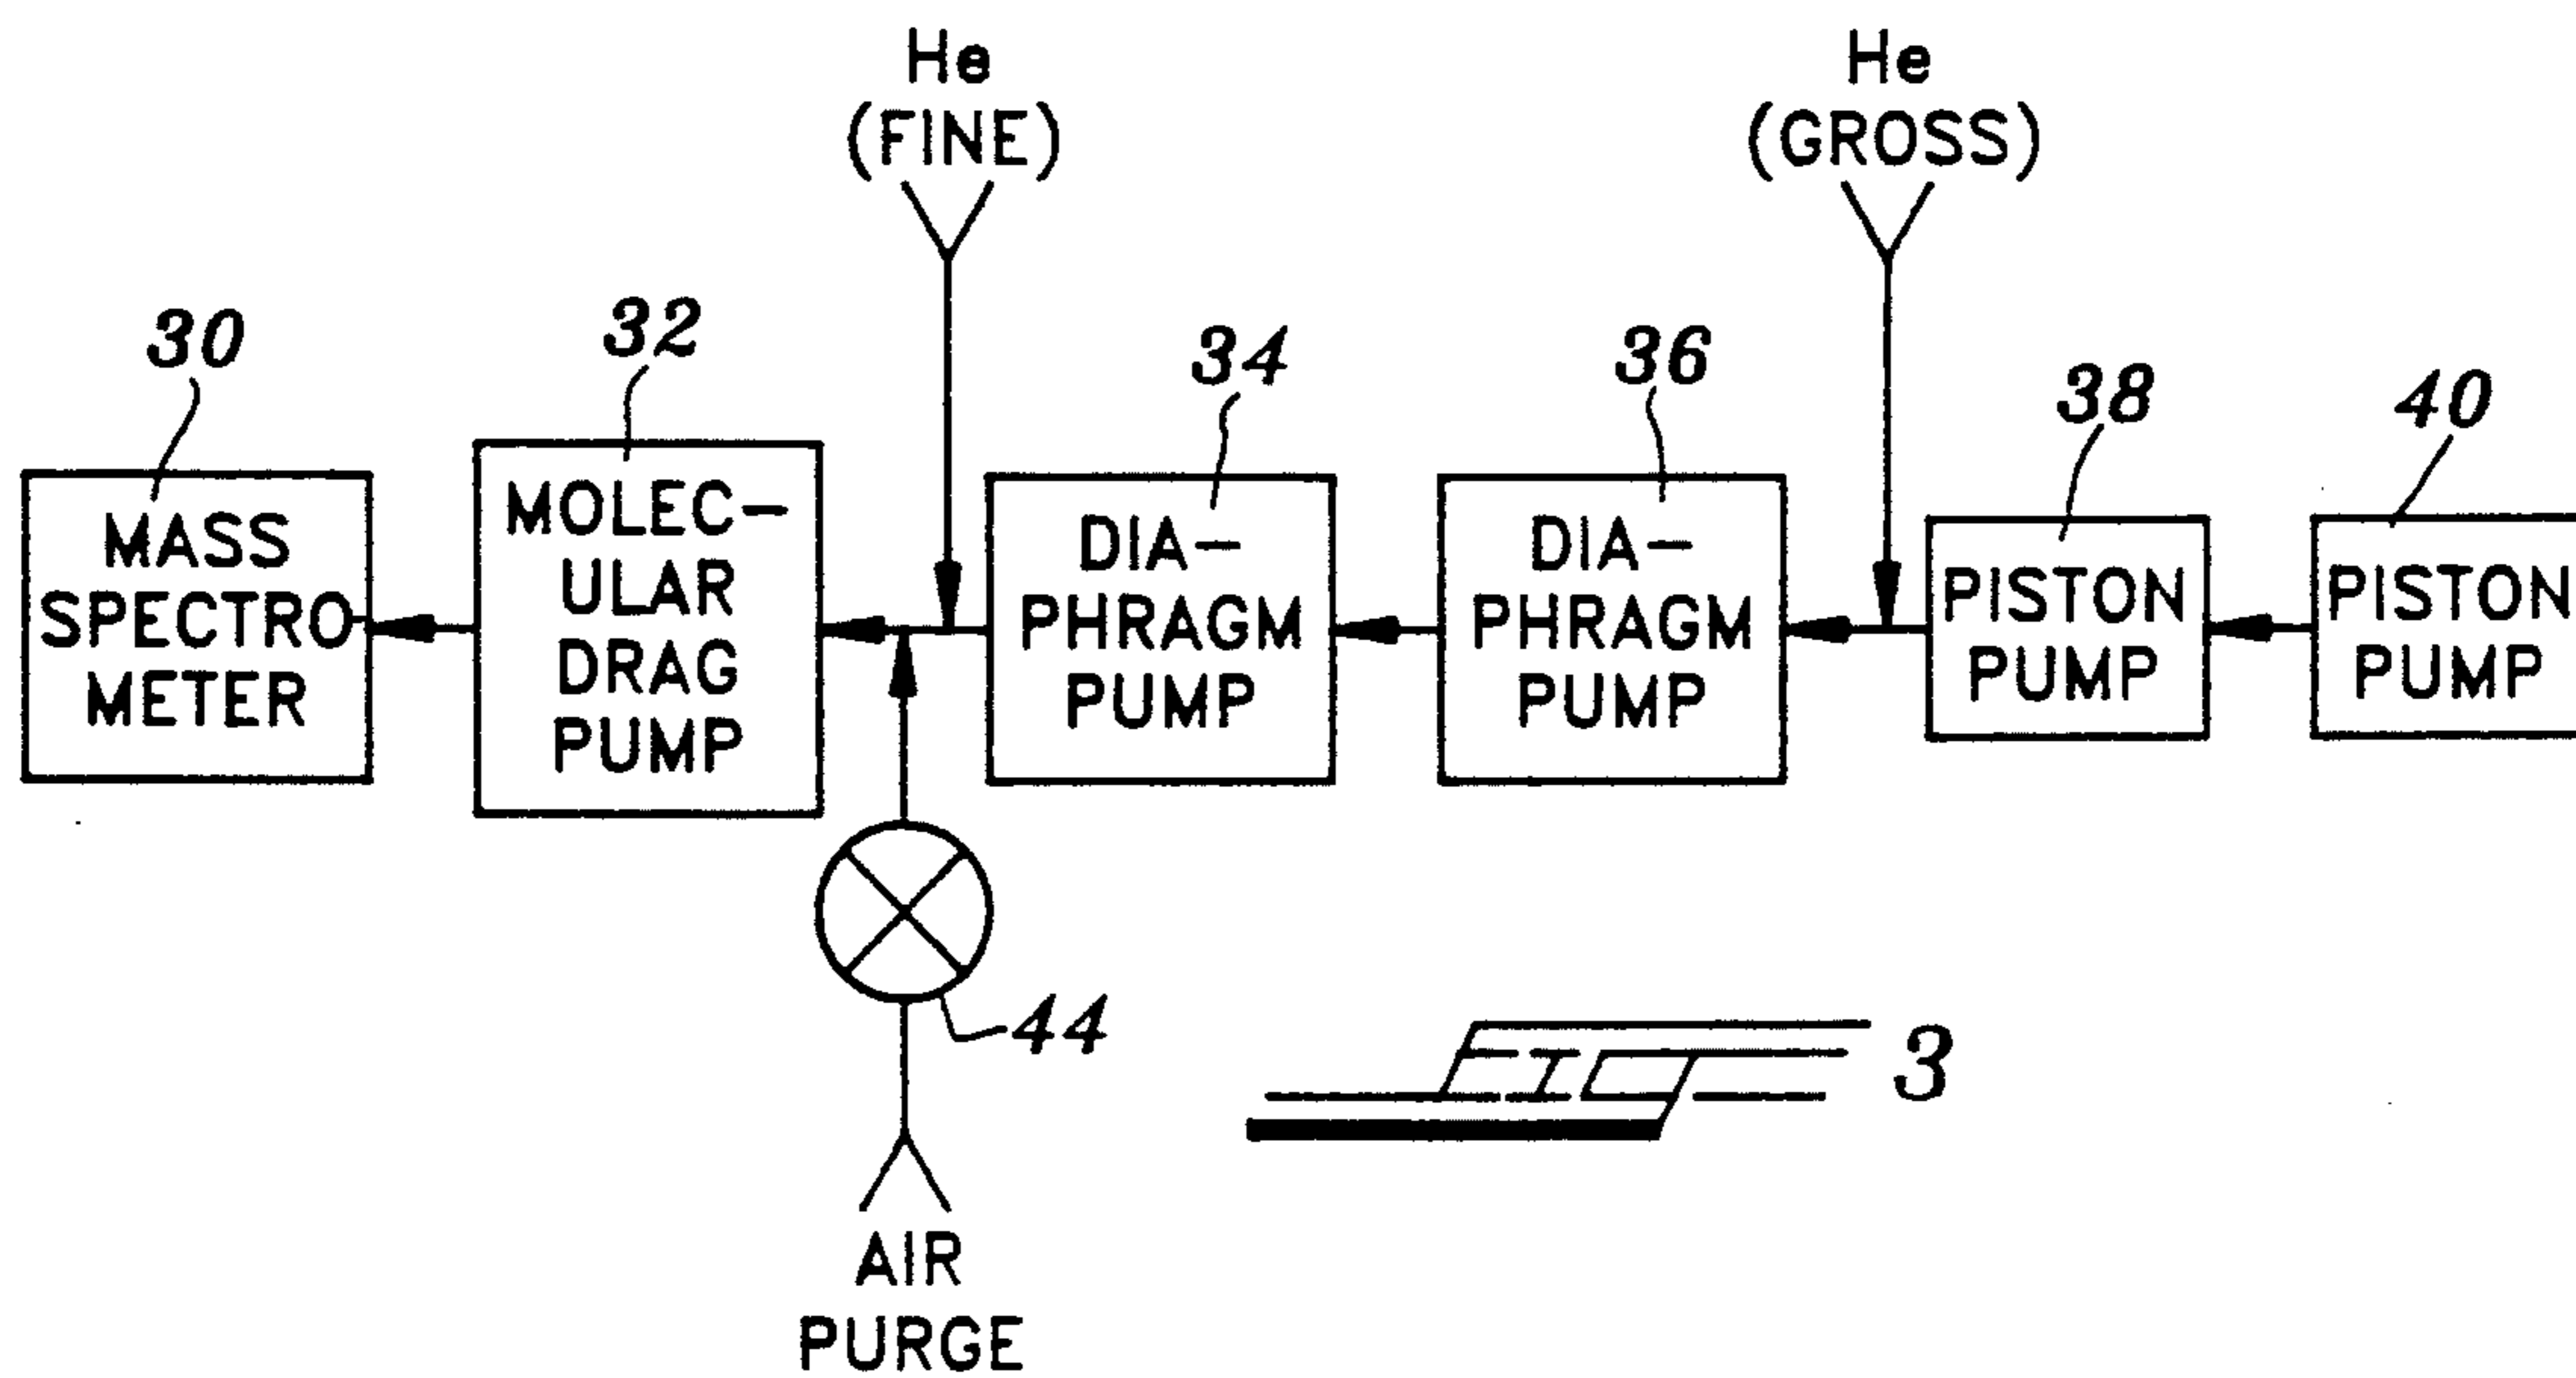 He
(FINE)
He
(GROSS)
30
32
34
36
38
40
MASS
SPECTRO-
METER
MOLEC-
ULAR
DRAG
PUMP
DIA-
PHRAGM
PUMP
DIA-
PHRAGM
PUMP
PISTON
PUMP
PISTON
PUMP
44
AIR
PURGE
FIG 3